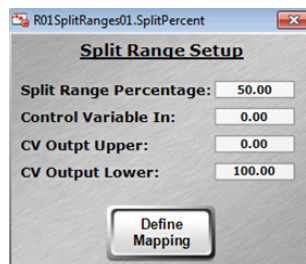 R01SplitRanges01.SplitPercent
Split Range Setup
Split Range Percentage: 50.00
Control Variable In: 0.00
CV Outpt Upper: 0.00
CV Output Lower: 100.00
Define
Mapping